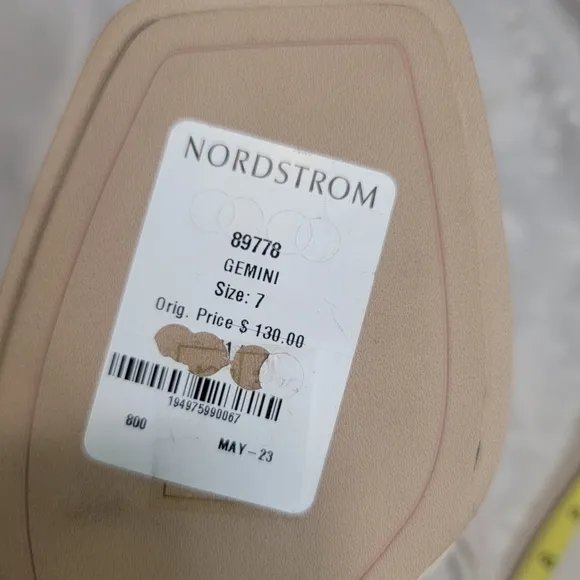 NORDSTROM
89778
GEMINI
Size: 7
Orig. Price $ 130.00
194975990067
800
MAY-23